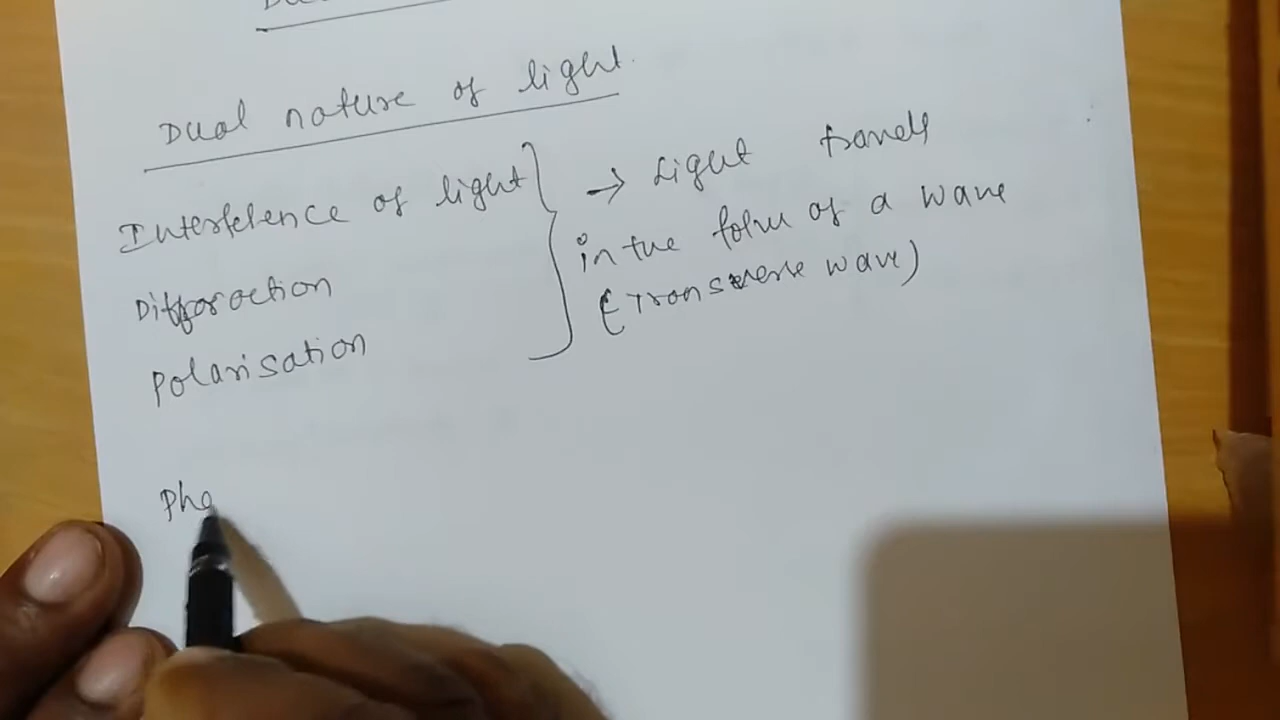 Dual nature of light.
Interference of light
Diffraction
Polarisation
→ Light travels
in the form of a wave
(Transverse wave)
Pho